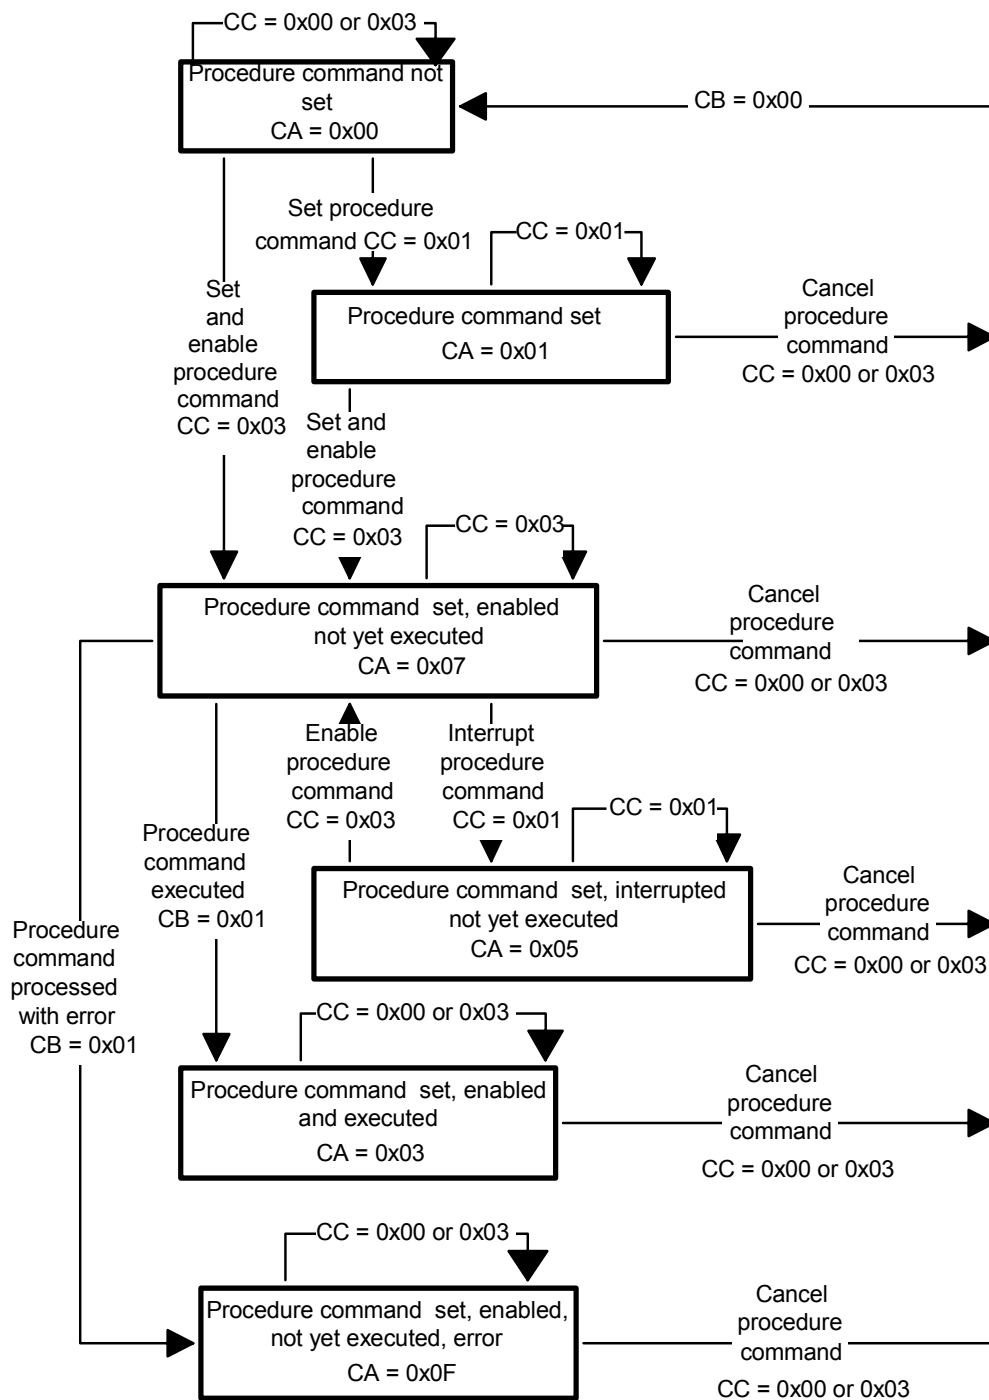 CC = 0x00 or 0x03
Procedure command not
set
CA = 0x00
CB = 0x00
Set procedure
command CC = 0x01
CC = 0x01
Set
and
enable
procedure
command
CC = 0x03
Procedure command set
CA = 0x01
Cancel
procedure
command
CC = 0x00 or 0x03
Set and
enable
procedure
command
CC = 0x03
CC = 0x03
Procedure command set, enabled
not yet executed
CA = 0x07
Cancel
procedure
command
CC = 0x00 or 0x03
Enable
procedure
command
CC = 0x03
Interrupt
procedure
command
CC = 0x01
CC = 0x01
Procedure
command
executed
CB = 0x01
Procedure command set, interrupted
not yet executed
CA = 0x05
Cancel
procedure
command
CC = 0x00 or 0x03
Procedure
command
processed
with error
CB = 0x01
CC = 0x00 or 0x03
Procedure command set, enabled
and executed
CA = 0x03
Cancel
procedure
command
CC = 0x00 or 0x03
CC = 0x00 or 0x03
Procedure command set, enabled,
not yet executed, error
CA = 0x0F
Cancel
procedure
command
CC = 0x00 or 0x03